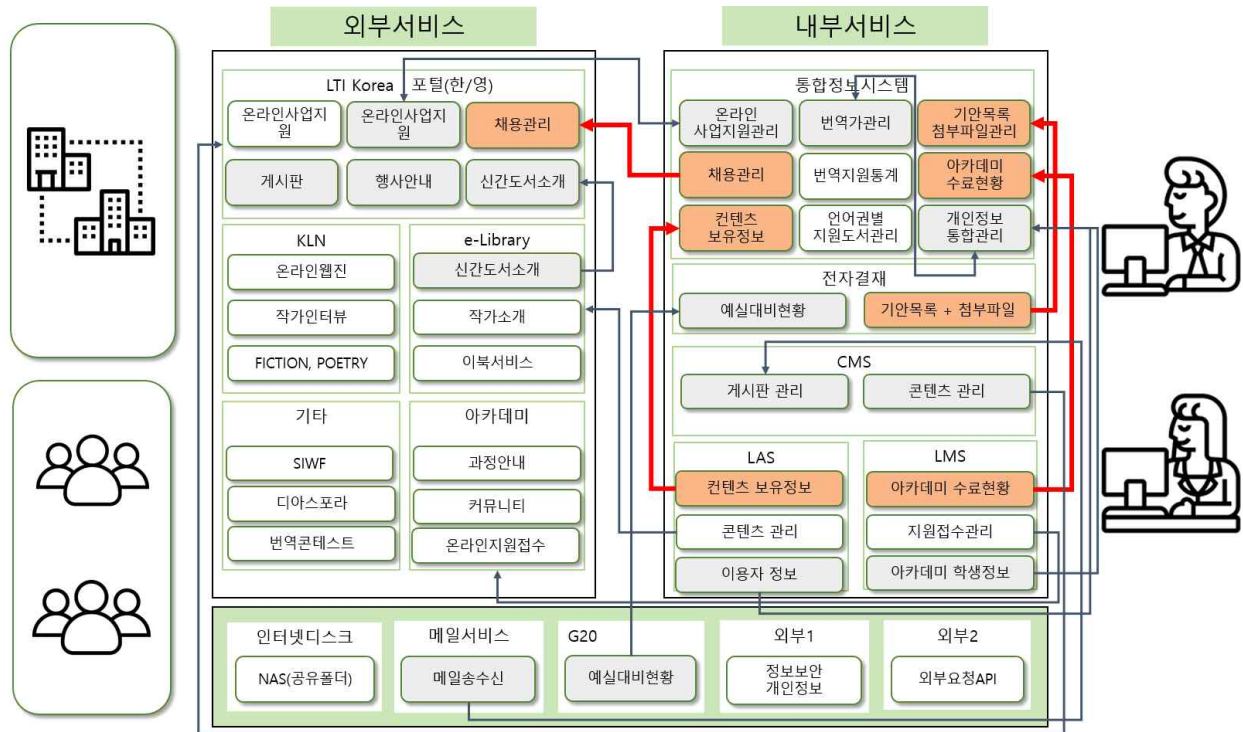 외부서비스
LTI Korea 포털(한/영)
온라인사업지
원
온라인사업지
원
채용관리
게시판
행사안내
신간도서소개
KLN
온라인웹진
작가인터뷰
FICTION, POETRY
e-Library
신간도서소개
작가소개
이북서비스
기타
SIWF
디아스포라
번역콘테스트
아카데미
과정안내
커뮤니티
온라인지원접수
내부서비스
통합정보시스템
온라인
사업지원관리
번역가관리
기안목록
첨부파일관리
채용관리
번역지원통계
아카데미
수료현황
컨텐츠
보유정보
언어권별
지원도서관리
개인정보
통합관리
전자결재
예실대비현황
기안목록 + 첨부파일
CMS
게시판 관리
콘텐츠 관리
LAS
컨텐츠 보유정보
콘텐츠 관리
이용자 정보
LMS
아카데미 수료현황
지원접수관리
아카데미 학생정보
인터넷디스크
NAS(공유폴더)
메일서비스
메일송수신
G20
예실대비현황
외부1
정보보안
개인정보
외부2
외부요청API